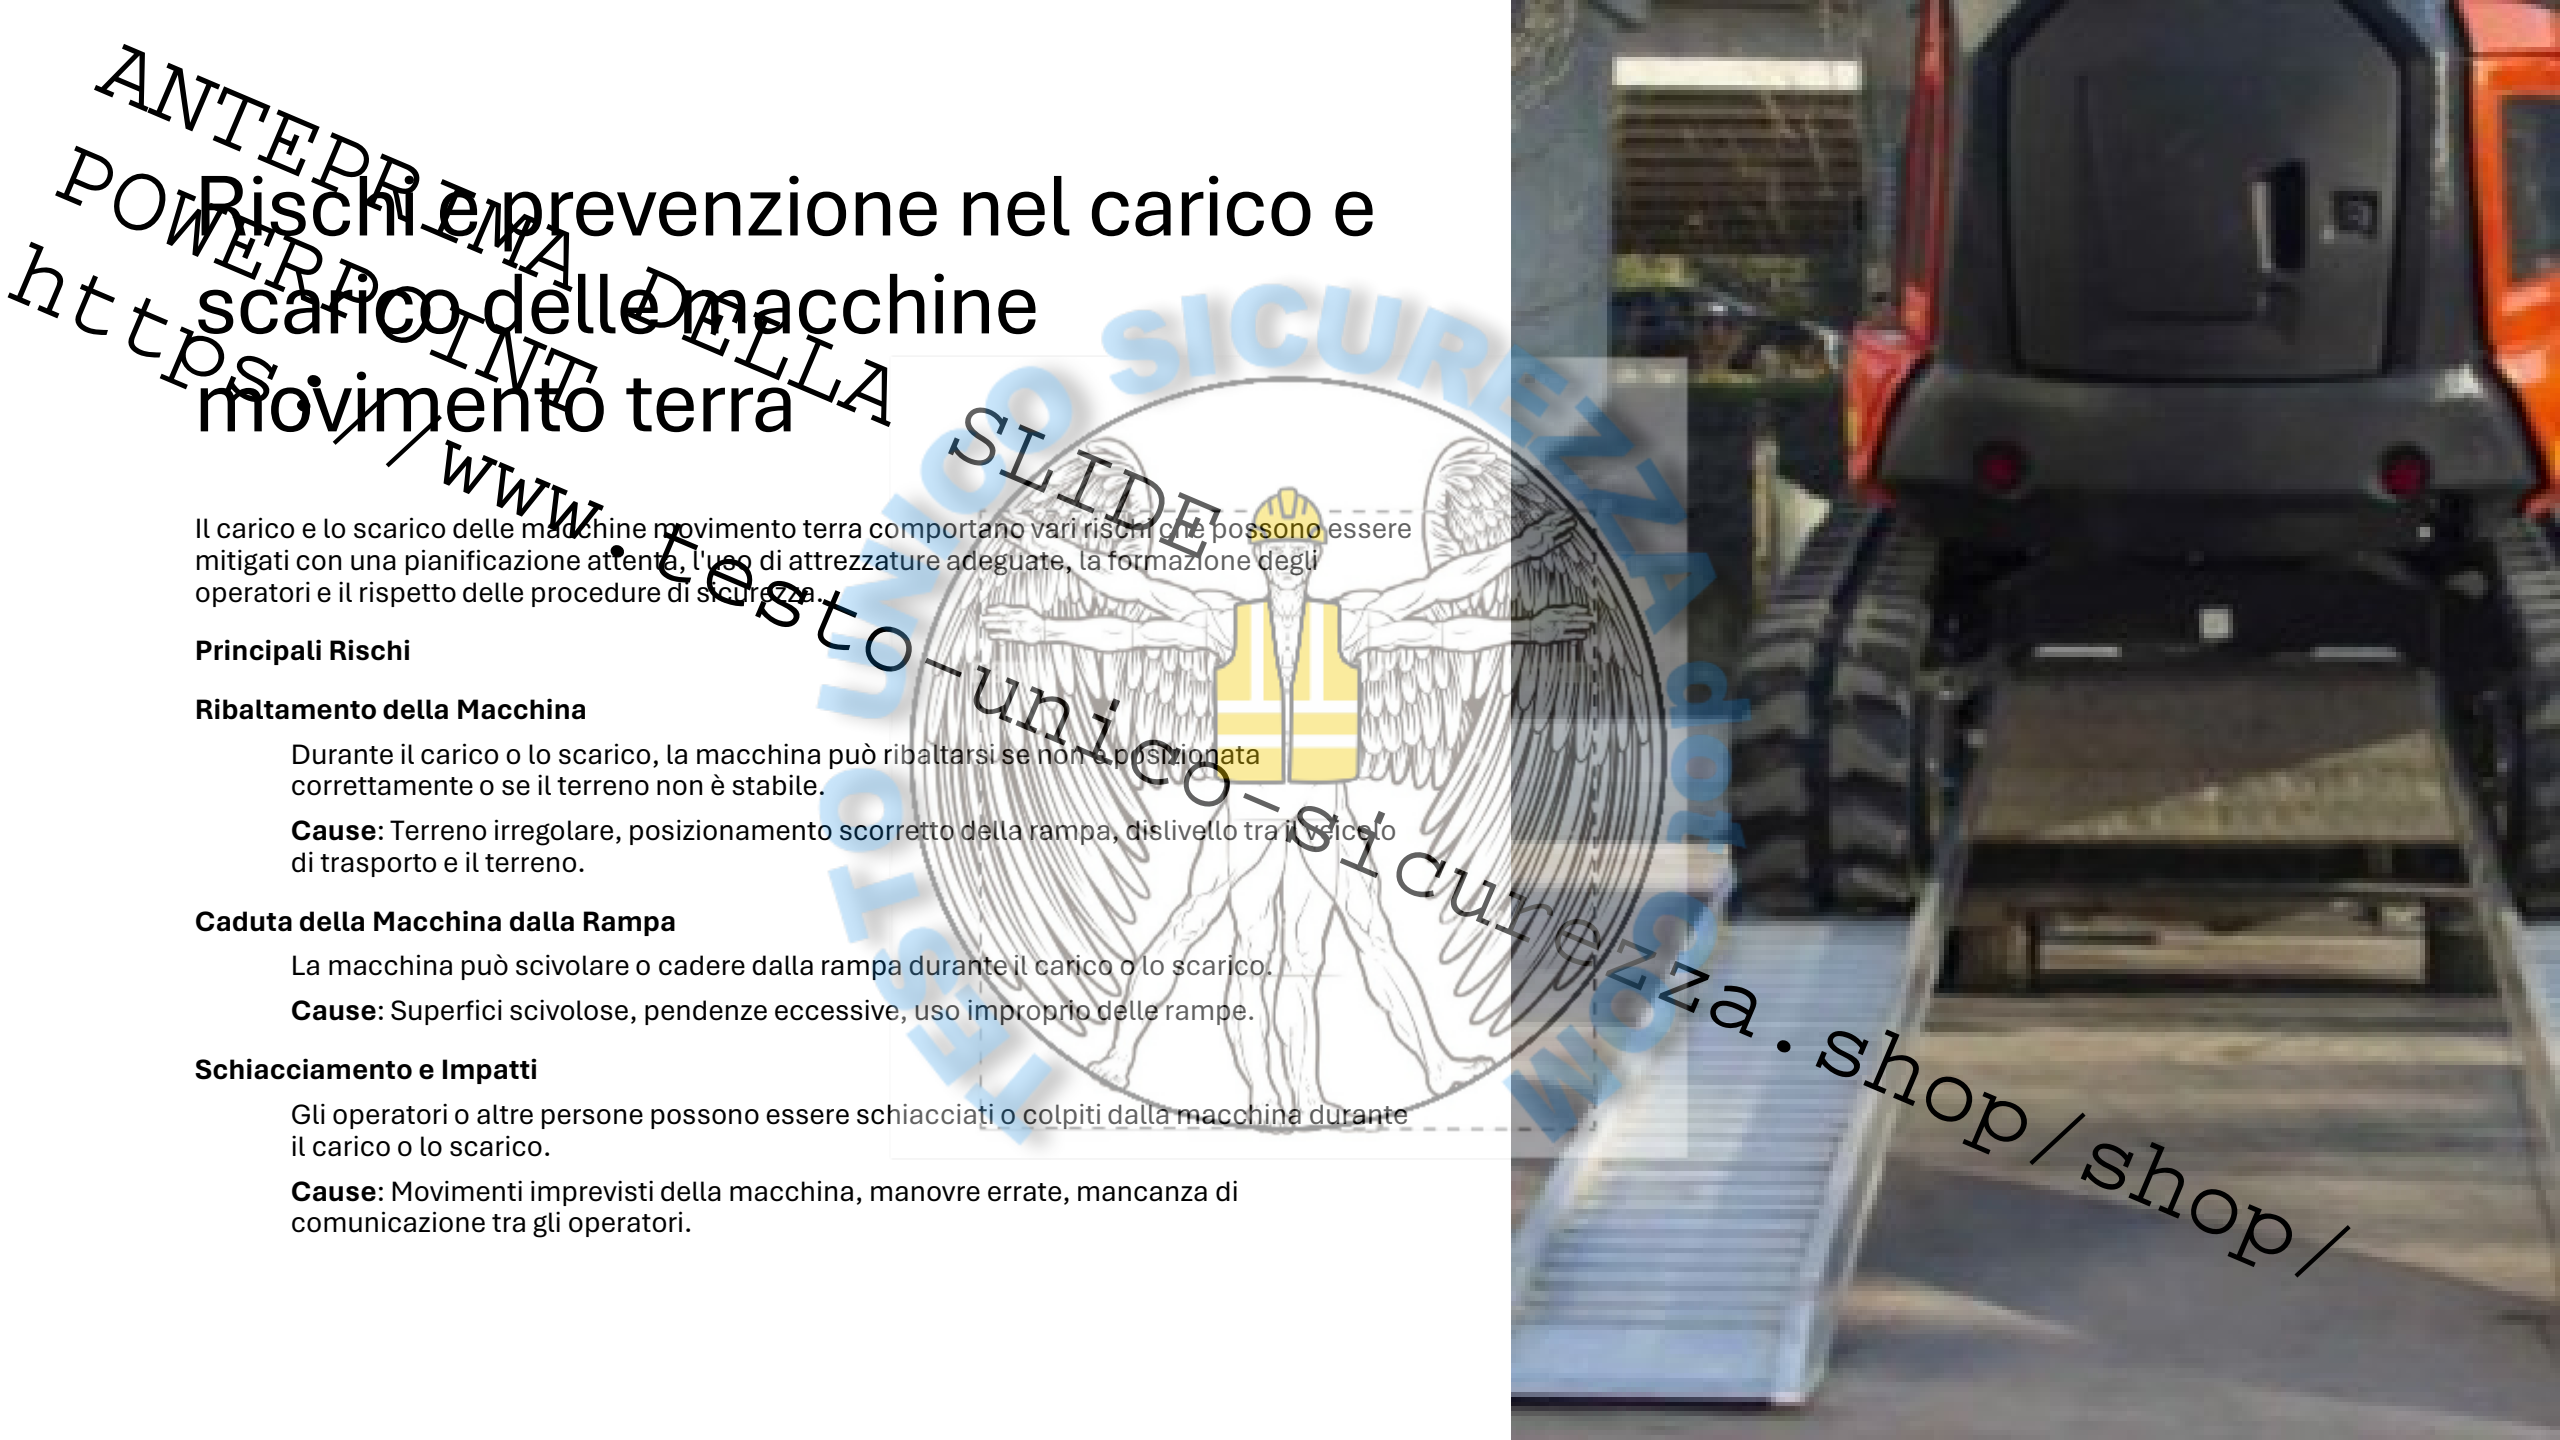 Rischi e prevenzione nel carico e
scarico delle macchine
movimento terra
Il carico e lo scarico delle macchine movimento terra comportano vari rischi che possono essere
mitigati con una pianificazione attenta, l'uso di attrezzature adeguate, la formazione degli
operatori e il rispetto delle procedure di sicurezza.
Principali Rischi
Ribaltamento della Macchina
Durante il carico o lo scarico, la macchina può ribaltarsi se non è posizionata
correttamente o se il terreno non è stabile.
Cause: Terreno irregolare, posizionamento scorretto della rampa, dislivello tra il veicolo
di trasporto e il terreno.
Caduta della Macchina dalla Rampa
La macchina può scivolare o cadere dalla rampa durante il carico o lo scarico.
Cause: Superfici scivolose, pendenze eccessive, uso improprio delle rampe.
Schiacciamento e Impatti
Gli operatori o altre persone possono essere schiacciati o colpiti dalla macchina durante
il carico o lo scarico.
Cause: Movimenti imprevisti della macchina, manovre errate, mancanza di
comunicazione tra gli operatori.
ANTEPRIMA DELLA SLIDE
POWERPOINT
https://www.testo-unico-sicurezza.shop/shop/
TESTO UNICO SICUREZZA dot COM